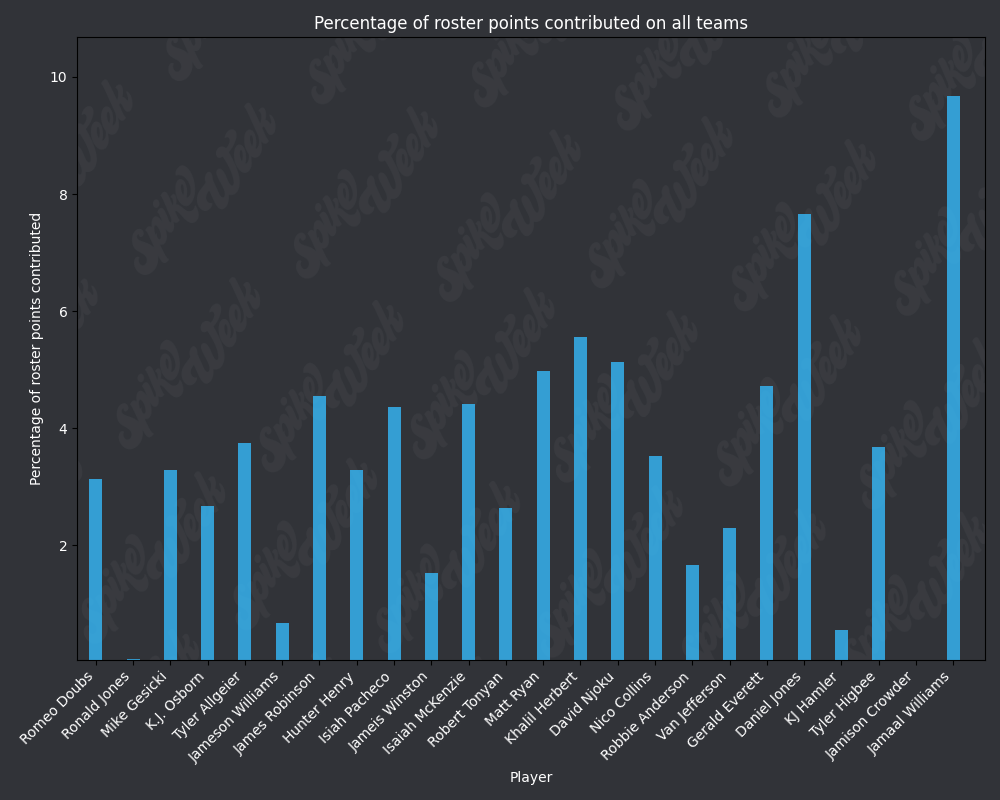 Percentage of roster points contributed on all teams
Percentage of roster points contributed
10
8
6
4
2
Romeo Doubs
Ronald Jones
Mike Gesicki
K.J. Osborn
Tyler Allgeier
Jameson Williams
James Robinson
Hunter Henry
Isiah Pacheco
Jameis Winston
Isaiah McKenzie
Robert Tonyan
Matt Ryan
Khalil Herbert
David Njoku
Nico Collins
Robbie Anderson
Van Jefferson
Gerald Everett
Daniel Jones
KJ Hamler
Tyler Higbee
Jamison Crowder
Jamaal Williams
Player
Spike Week